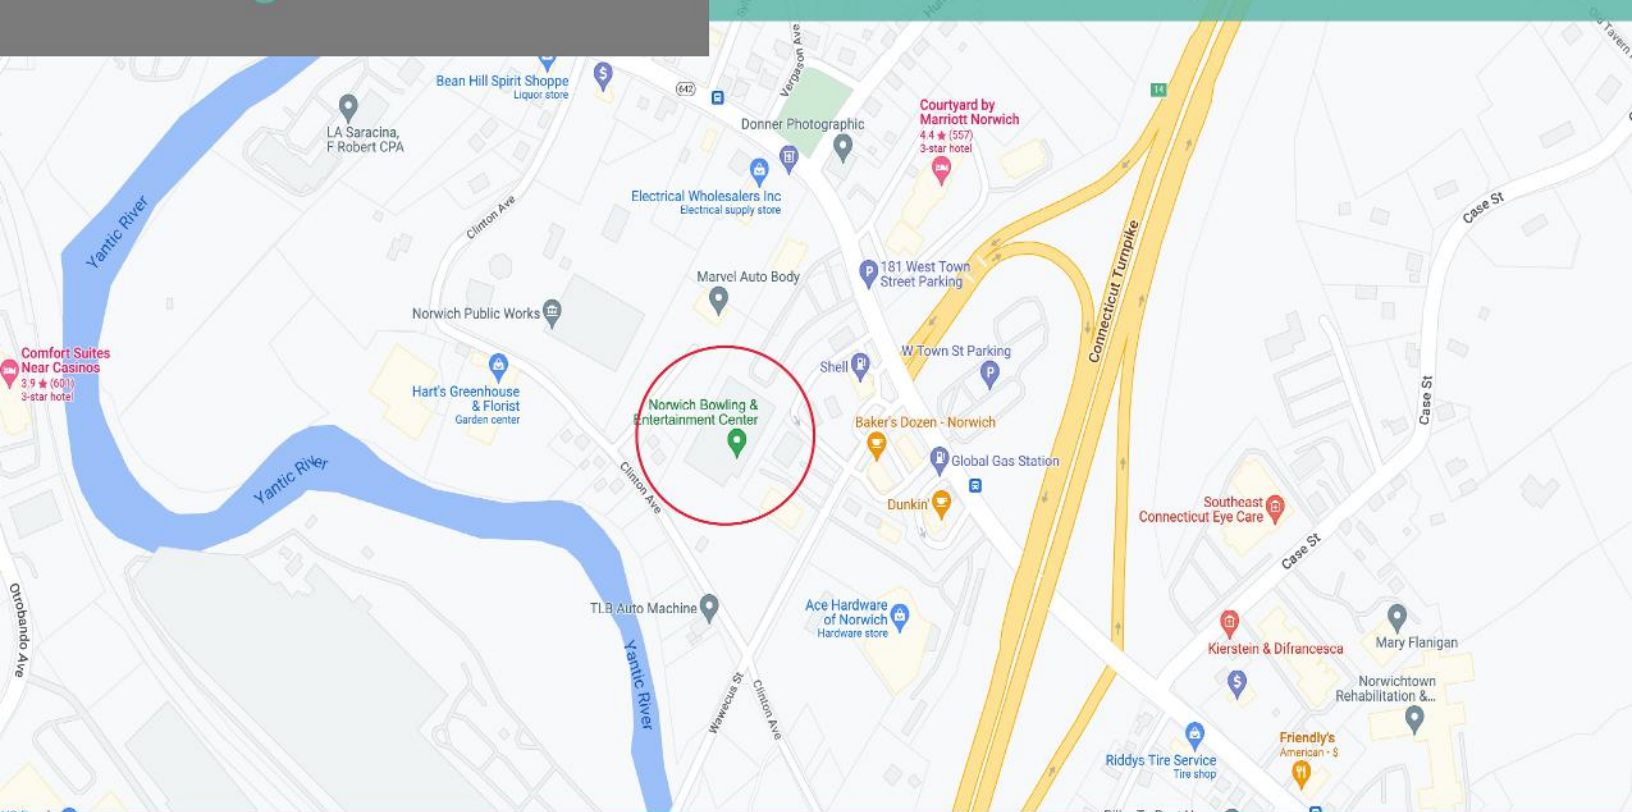 Vergason Ave
Bean Hill Spirit Shoppe
Liquor store
$
642
14
LA Saracina,
F Robert CPA
Donner Photographic
Courtyard by
Marriott Norwich
4.4 ★ (557)
3-star hotel
Electrical Wholesalers Inc
Electrical supply store
Yantic River
Clinton Ave
Case St
Connecticut Turnpike
Marvel Auto Body
P
181 West Town
Street Parking
Norwich Public Works
Comfort Suites
Near Casinos
3.9 ★ (601)
3-star hotel
Shell
W Town St Parking
P
Hart's Greenhouse
& Florist
Garden center
Norwich Bowling &
Entertainment Center
Baker's Dozen - Norwich
Case St
Yantic River
Clinton Ave
Global Gas Station
Dunkin'
Southeast
Connecticut Eye Care
Case St
Otrobando Ave
TLB Auto Machine
Ace Hardware
of Norwich
Hardware store
Kierstein & Difrancesca
Mary Flanigan
Yantic River
Wawecus St
Clinton Ave
$
Norwichtown
Rehabilitation &...
Riddys Tire Service
Tire shop
Friendly's
American - $